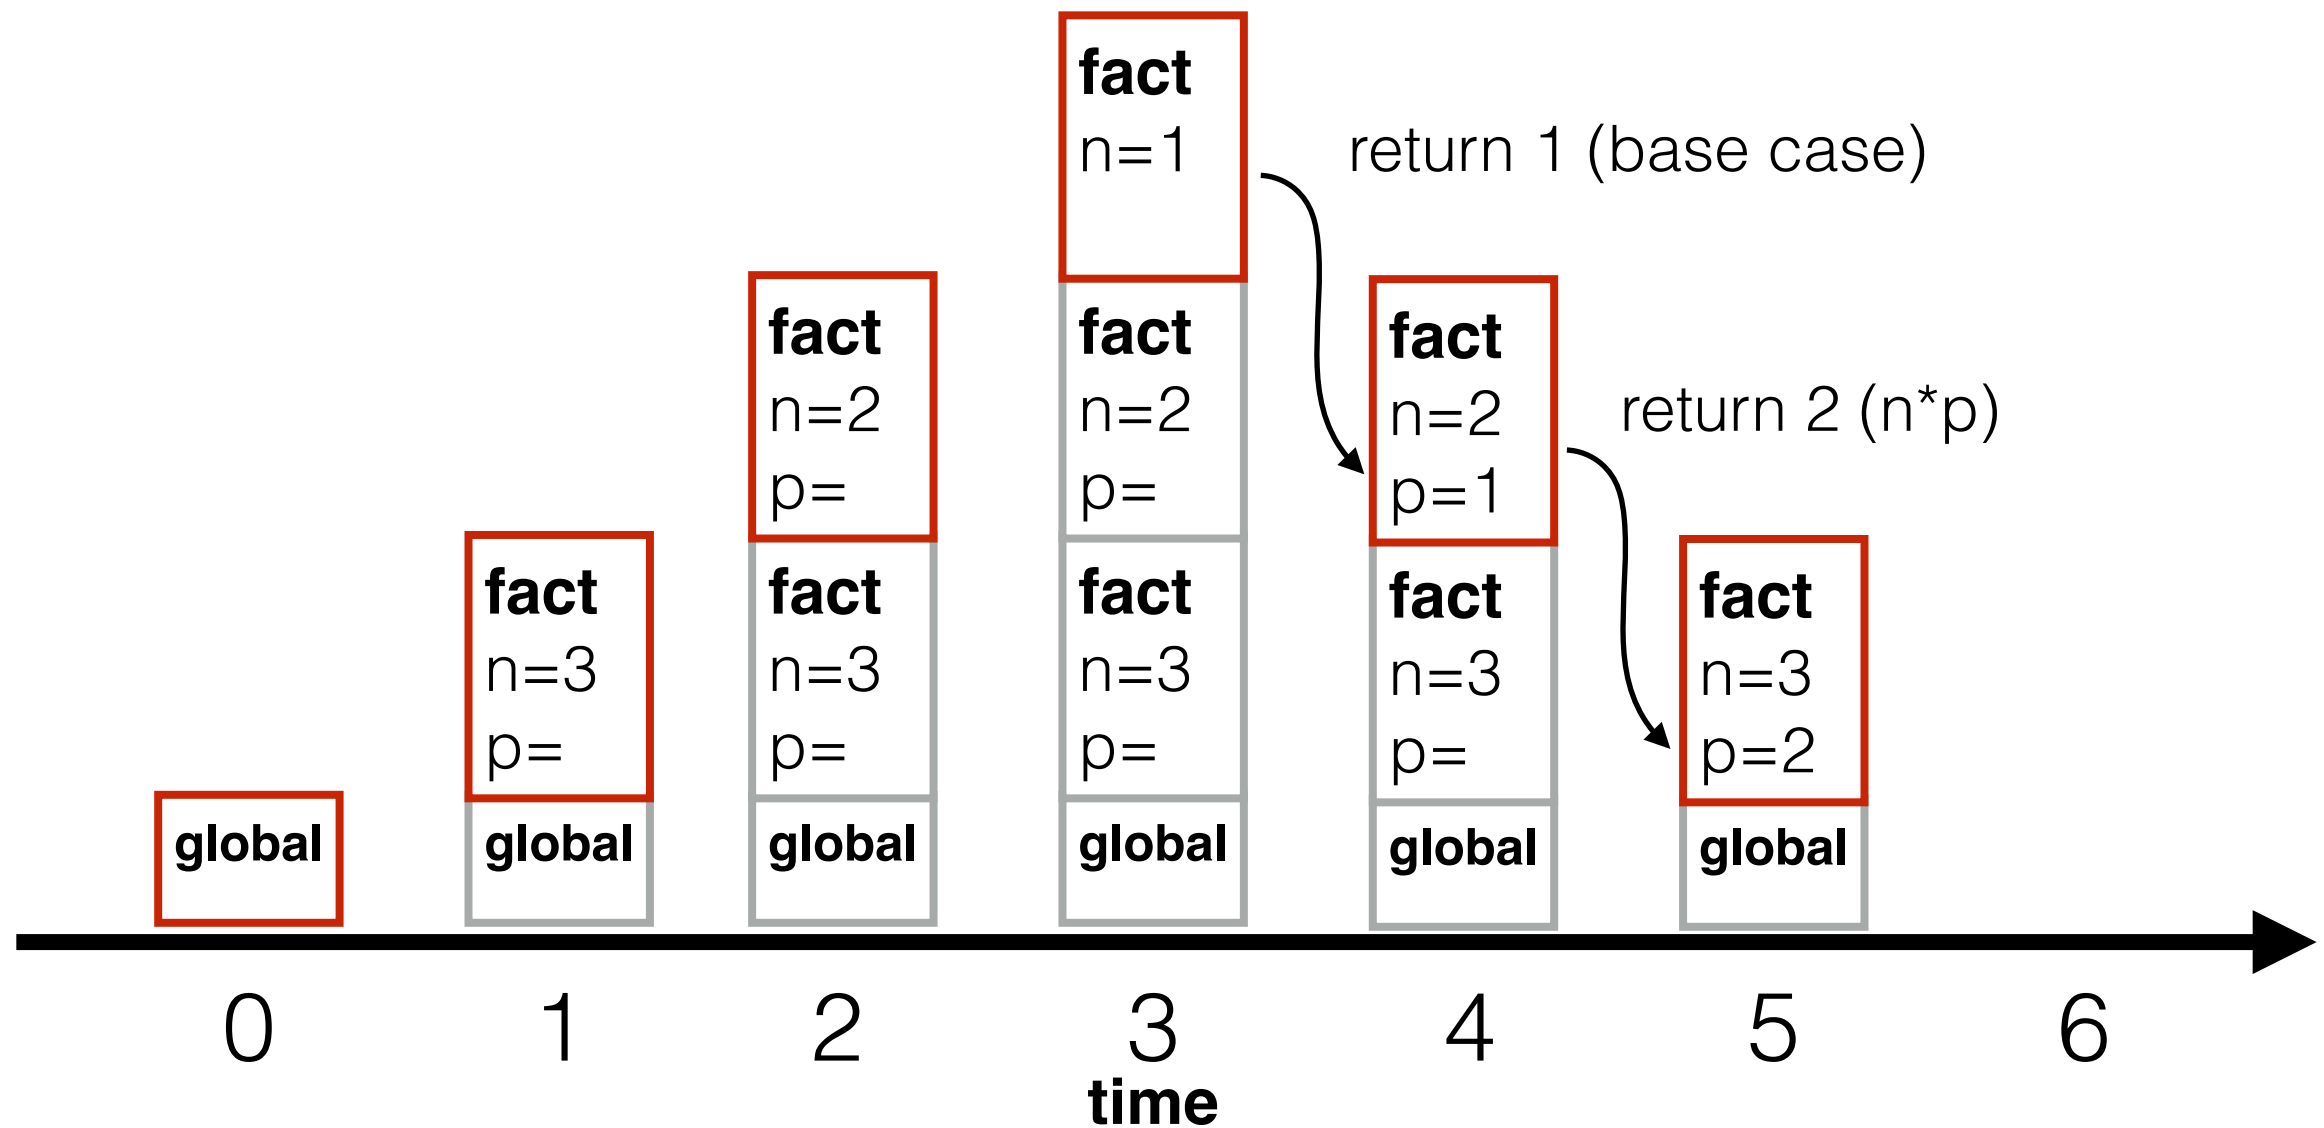 fact
n=1
return 1 (base case)
fact
n=2
p=
fact
n=2
p=
fact
n=2
p=1
return 2 (n*p)
fact
n=3
p=
fact
n=3
p=
fact
n=3
p=
fact
n=3
p=
fact
n=3
p=2
global
global
global
global
global
global
0 1 2 3 4 5 6
time